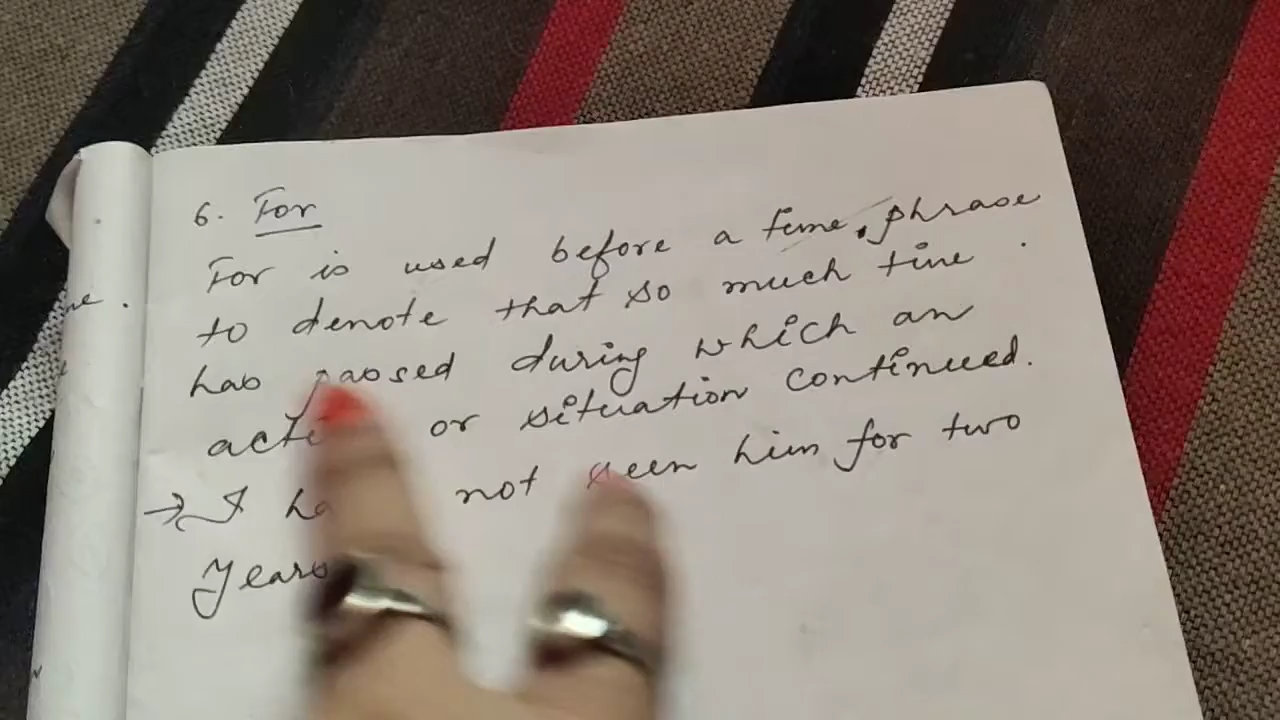 6. For
For is used before a time phrase
to denote that so much time
has passed during which an
or situation continued.
→ I not seen him for two
years